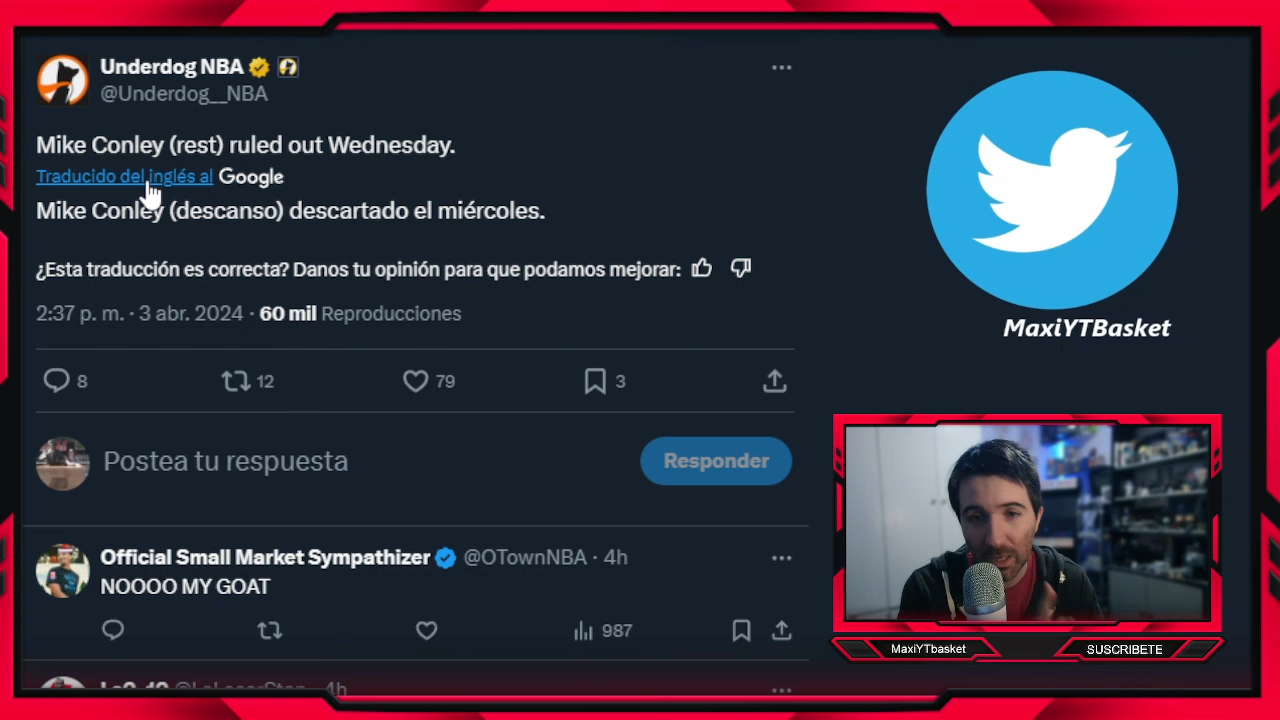 Underdog NBA
@Underdog__NBA
Mike Conley (rest) ruled out Wednesday.
Traducido del inglés al Google
Mike Conley (descanso) descartado el miércoles.
¿Esta traducción es correcta? Danos tu opinión para que podamos mejorar:
2:37 p. m. · 3 abr. 2024 · 60 mil Reproducciones
8 12 79 3
Postea tu respuesta
Responder
Official Small Market Sympathizer @OTownNBA · 4h
NOOOO MY GOAT
987
4h
MaxiYTBasket
MaxiYTbasket
SUSCRIBETE